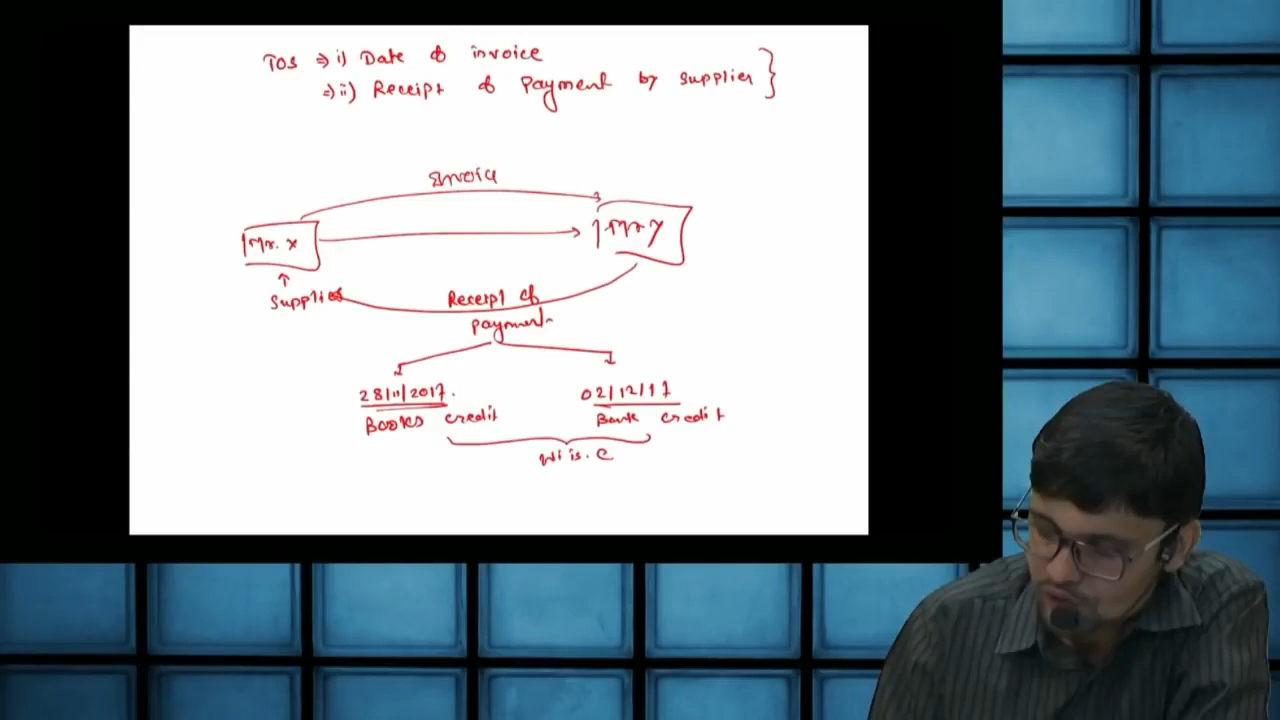 TOS ⇒ i) Date of invoice
⇒ ii) Receipt of Payment by supplier
Invoice
Mr. X
Mr Y
Supplier
Receipt of
payment
28/11/2017.
02/12/17
Books credit
Bank credit
W is. E